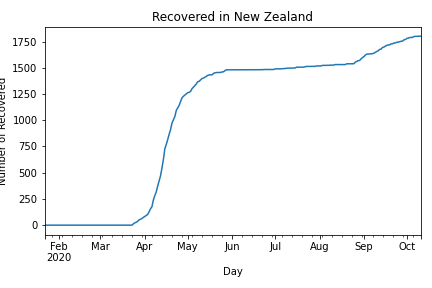 Recovered in New Zealand
Number of Recovered
1750
1500
1250
1000
750
500
250
0
Feb Mar Apr May Jun Jul Aug Sep Oct
2020
Day